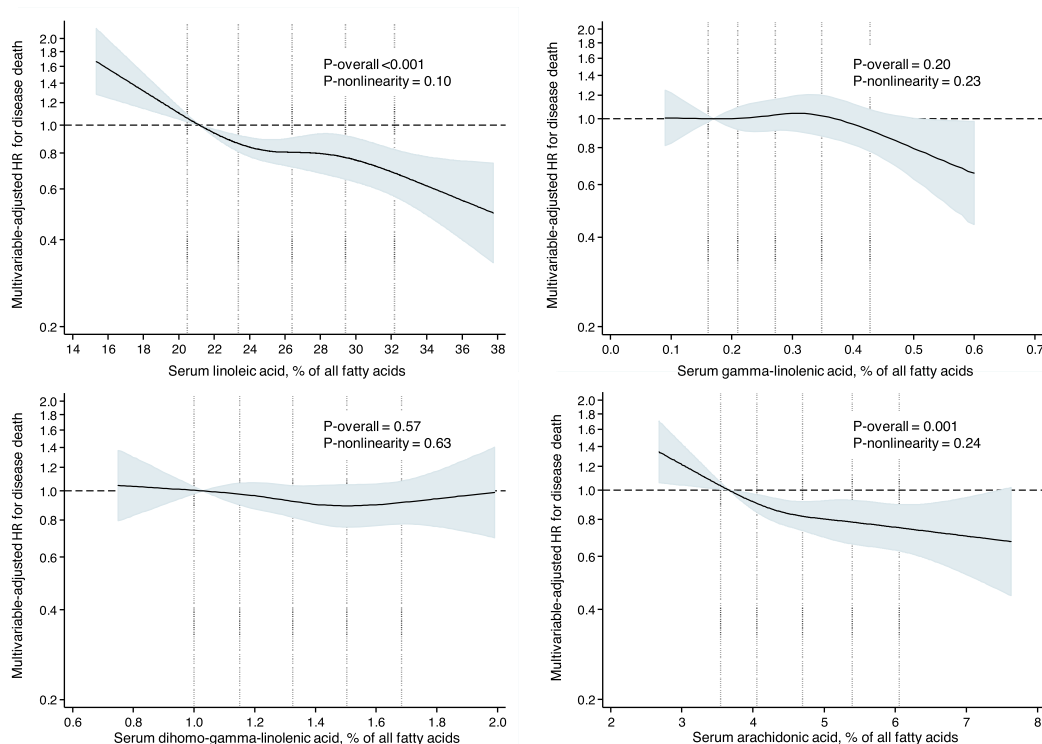 Multivariable-adjusted HR for disease death
2.0
1.8
1.6
1.4
1.2
1.0
0.8
0.6
0.4
0.2
P-overall <0.001
P-nonlinearity = 0.10
14 16 18 20 22 24 26 28 30 32 34 36 38
Serum linoleic acid, % of all fatty acids
Multivariable-adjusted HR for disease death
2.0
1.8
1.6
1.4
1.2
1.0
0.8
0.6
0.4
0.2
P-overall = 0.20
P-nonlinearity = 0.23
0.0 0.1 0.2 0.3 0.4 0.5 0.6 0.7
Serum gamma-linolenic acid, % of all fatty acids
Multivariable-adjusted HR for disease death
2.0
1.8
1.6
1.4
1.2
1.0
0.8
0.6
0.4
0.2
P-overall = 0.57
P-nonlinearity = 0.63
0.6 0.8 1.0 1.2 1.4 1.6 1.8 2.0
Serum dihomo-gamma-linolenic acid, % of all fatty acids
Multivariable-adjusted HR for disease death
2.0
1.8
1.6
1.4
1.2
1.0
0.8
0.6
0.4
0.2
P-overall = 0.001
P-nonlinearity = 0.24
2 3 4 5 6 7 8
Serum arachidonic acid, % of all fatty acids